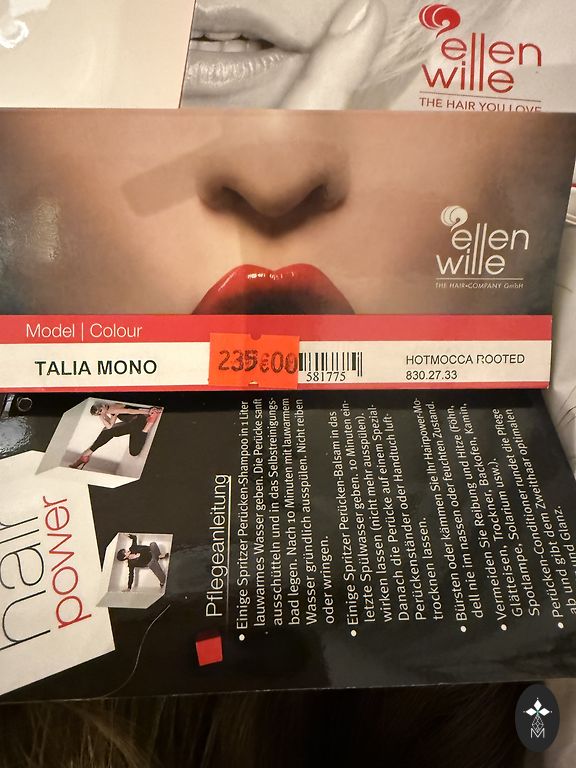 ellen
wille
THE HAIR YOU LOVE
ellen
wille
THE HAIR-COMPANY GmbH
Model | Colour
TALIA MONO
235€00
581775
HOTMOCCA ROOTED
830.27.33
hair
power
Pflegeanleitung
• Einige Spritzer Perücken-Shampoo in 1 Liter
lauwarmes Wasser geben. Die Perücke sanft
ausschütteln und in das Selbstreinigungs-
bad legen. Nach 10 Minuten mit lauwarmem
Wasser gründlich ausspülen. Nicht reiben
oder wringen.
• Einige Spritzer Perücken-Balsam in das
letzte Spülwasser geben. 10 Minuten ein-
wirken lassen (nicht mehr ausspülen).
Danach die Perücke auf einem Spezial-
Perückenständer oder Handtuch luft-
trocknen lassen.
• Bürsten oder kämmen Sie Ihr Hairpower-Mo-
dell nie im nassen oder feuchten Zustand.
• Vermeiden Sie Reibung und Hitze (Föhn,
Glätteisen, Trockner, Backofen, Kamin,
Spotlampe, Solarium usw.).
• Perücken-Conditioner rundet die Pflege
ab und gibt dem Zweithaar optimalen
und Glanz.
M